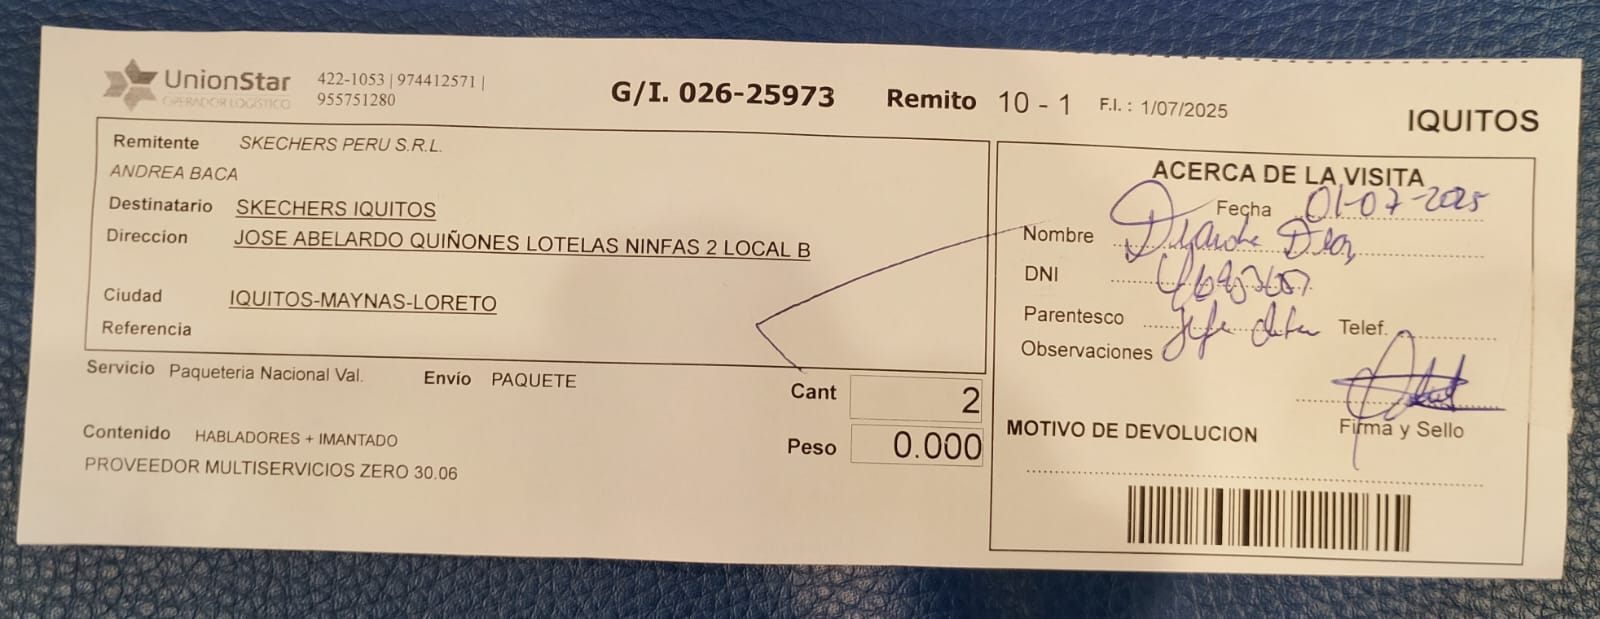 UnionStar
OPERADOR LOGÍSTICO
422-1053 | 974412571 |
955751280
G/I. 026-25973
Remito 10 - 1
F.I. : 1/07/2025
IQUITOS
Remitente SKECHERS PERU S.R.L.
ANDREA BACA
Destinatario SKECHERS IQUITOS
Direccion JOSE ABELARDO QUIÑONES LOTELAS NINFAS 2 LOCAL B
Ciudad IQUITOS-MAYNAS-LORETO
Referencia
Servicio Paqueteria Nacional Val. Envío PAQUETE
Cant 2
Contenido HABLADORES + IMANTADO
Peso 0.000
PROVEEDOR MULTISERVICIOS ZERO 30.06
ACERCA DE LA VISITA
Fecha 01-07-2025
Nombre
DNI
Parentesco Telef.
Observaciones
Firma y Sello
MOTIVO DE DEVOLUCION